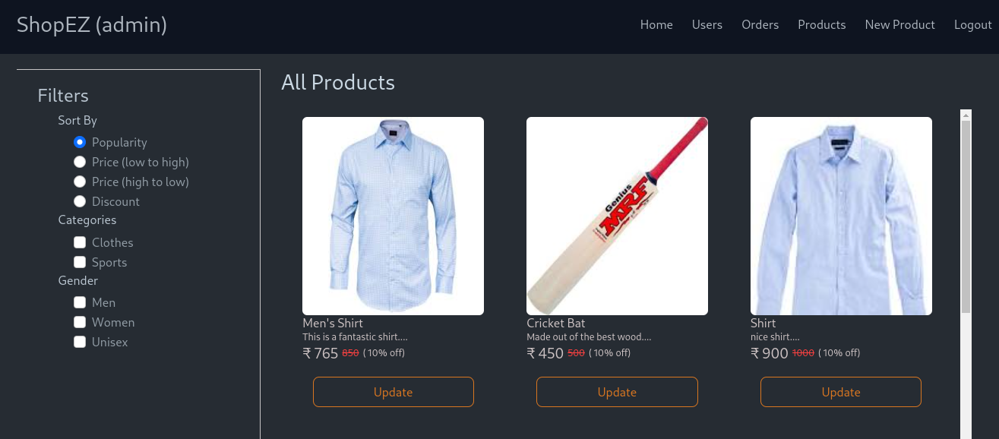 ShopEZ (admin)
Home Users Orders Products New Product Logout
Filters
Sort By
Popularity
Price (low to high)
Price (high to low)
Discount
Categories
Clothes
Sports
Gender
Men
Women
Unisex
All Products
Genius
MRF
Men's Shirt
This is a fantastic shirt....
₹ 765 850 ( 10% off)
Update
Cricket Bat
Made out of the best wood....
₹ 450 500 ( 10% off)
Update
Shirt
nice shirt....
₹ 900 1000 ( 10% off)
Update